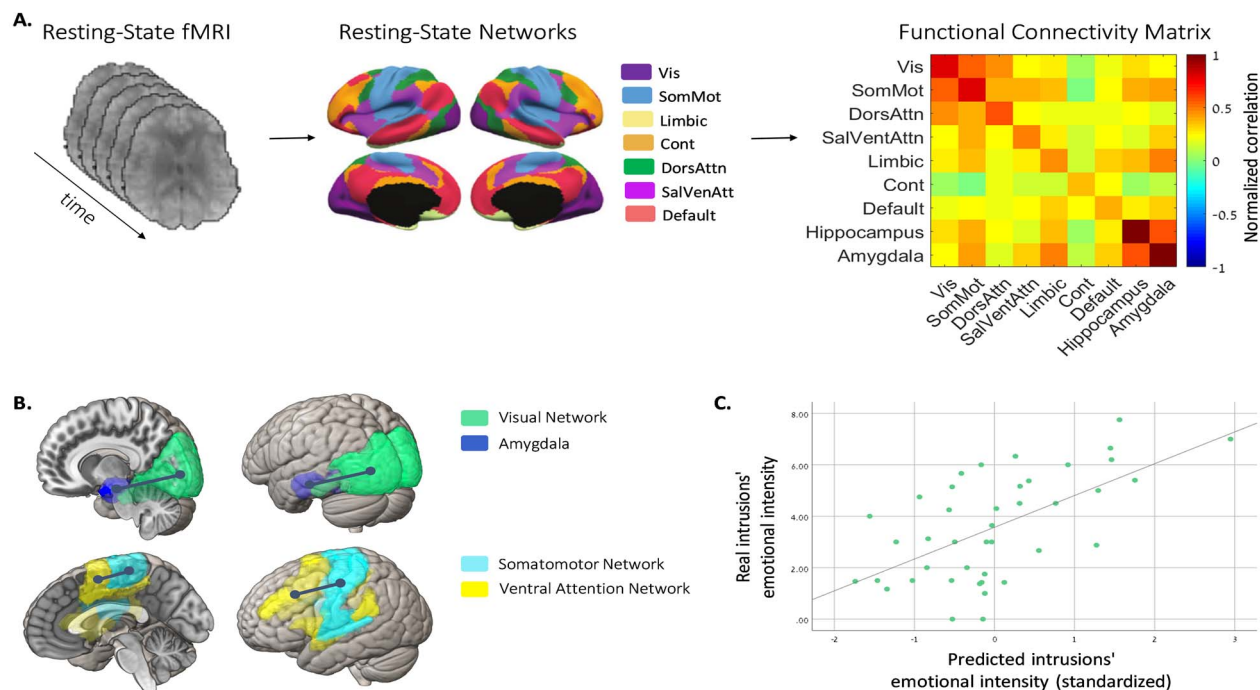 A.
Resting-State fMRI
time
Resting-State Networks
Vis
SomMot
Limbic
Cont
DorsAttn
SalVenAtt
Default
Functional Connectivity Matrix
Vis
SomMot
DorsAttn
SalVentAttn
Limbic
Cont
Default
Hippocampus
Amygdala
Vis
SomMot
DorsAttn
SalVentAttn
Limbic
Cont
Default
Hippocampus
Amygdala
1
0.5
0
-0.5
-1
Normalized correlation
B.
Visual Network
Amygdala
Somatomotor Network
Ventral Attention Network
C.
Real intrusions'
emotional intensity
8.00
6.00
4.00
2.00
.00
-2
-1
0
1
2
3
Predicted intrusions'
emotional intensity (standardized)